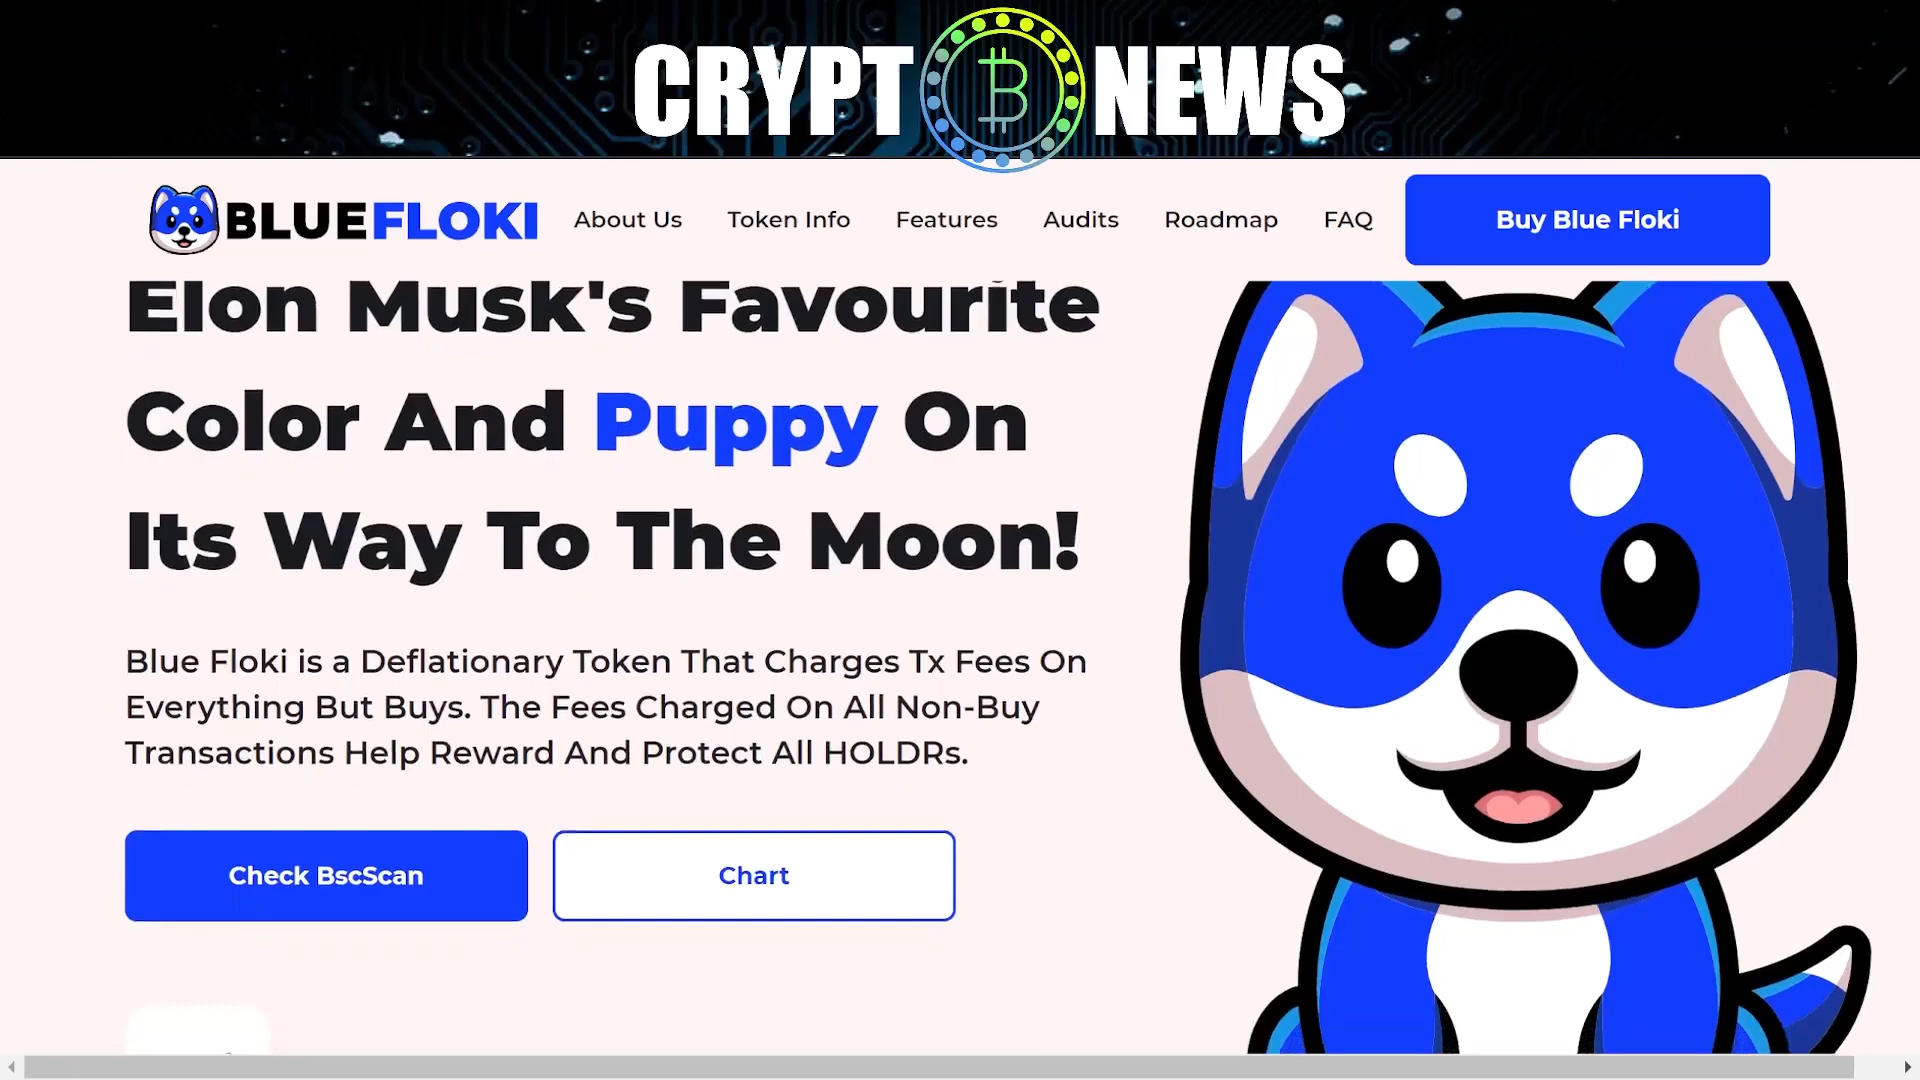 CRYPT NEWS
BLUEFLOKI About Us Token Info Features Audits Roadmap FAQ Buy Blue Floki
Elon Musk's Favourite
Color And Puppy On
Its Way To The Moon!
Blue Floki is a Deflationary Token That Charges Tx Fees On
Everything But Buys. The Fees Charged On All Non-Buy
Transactions Help Reward And Protect All HOLDRs.
Check BscScan Chart